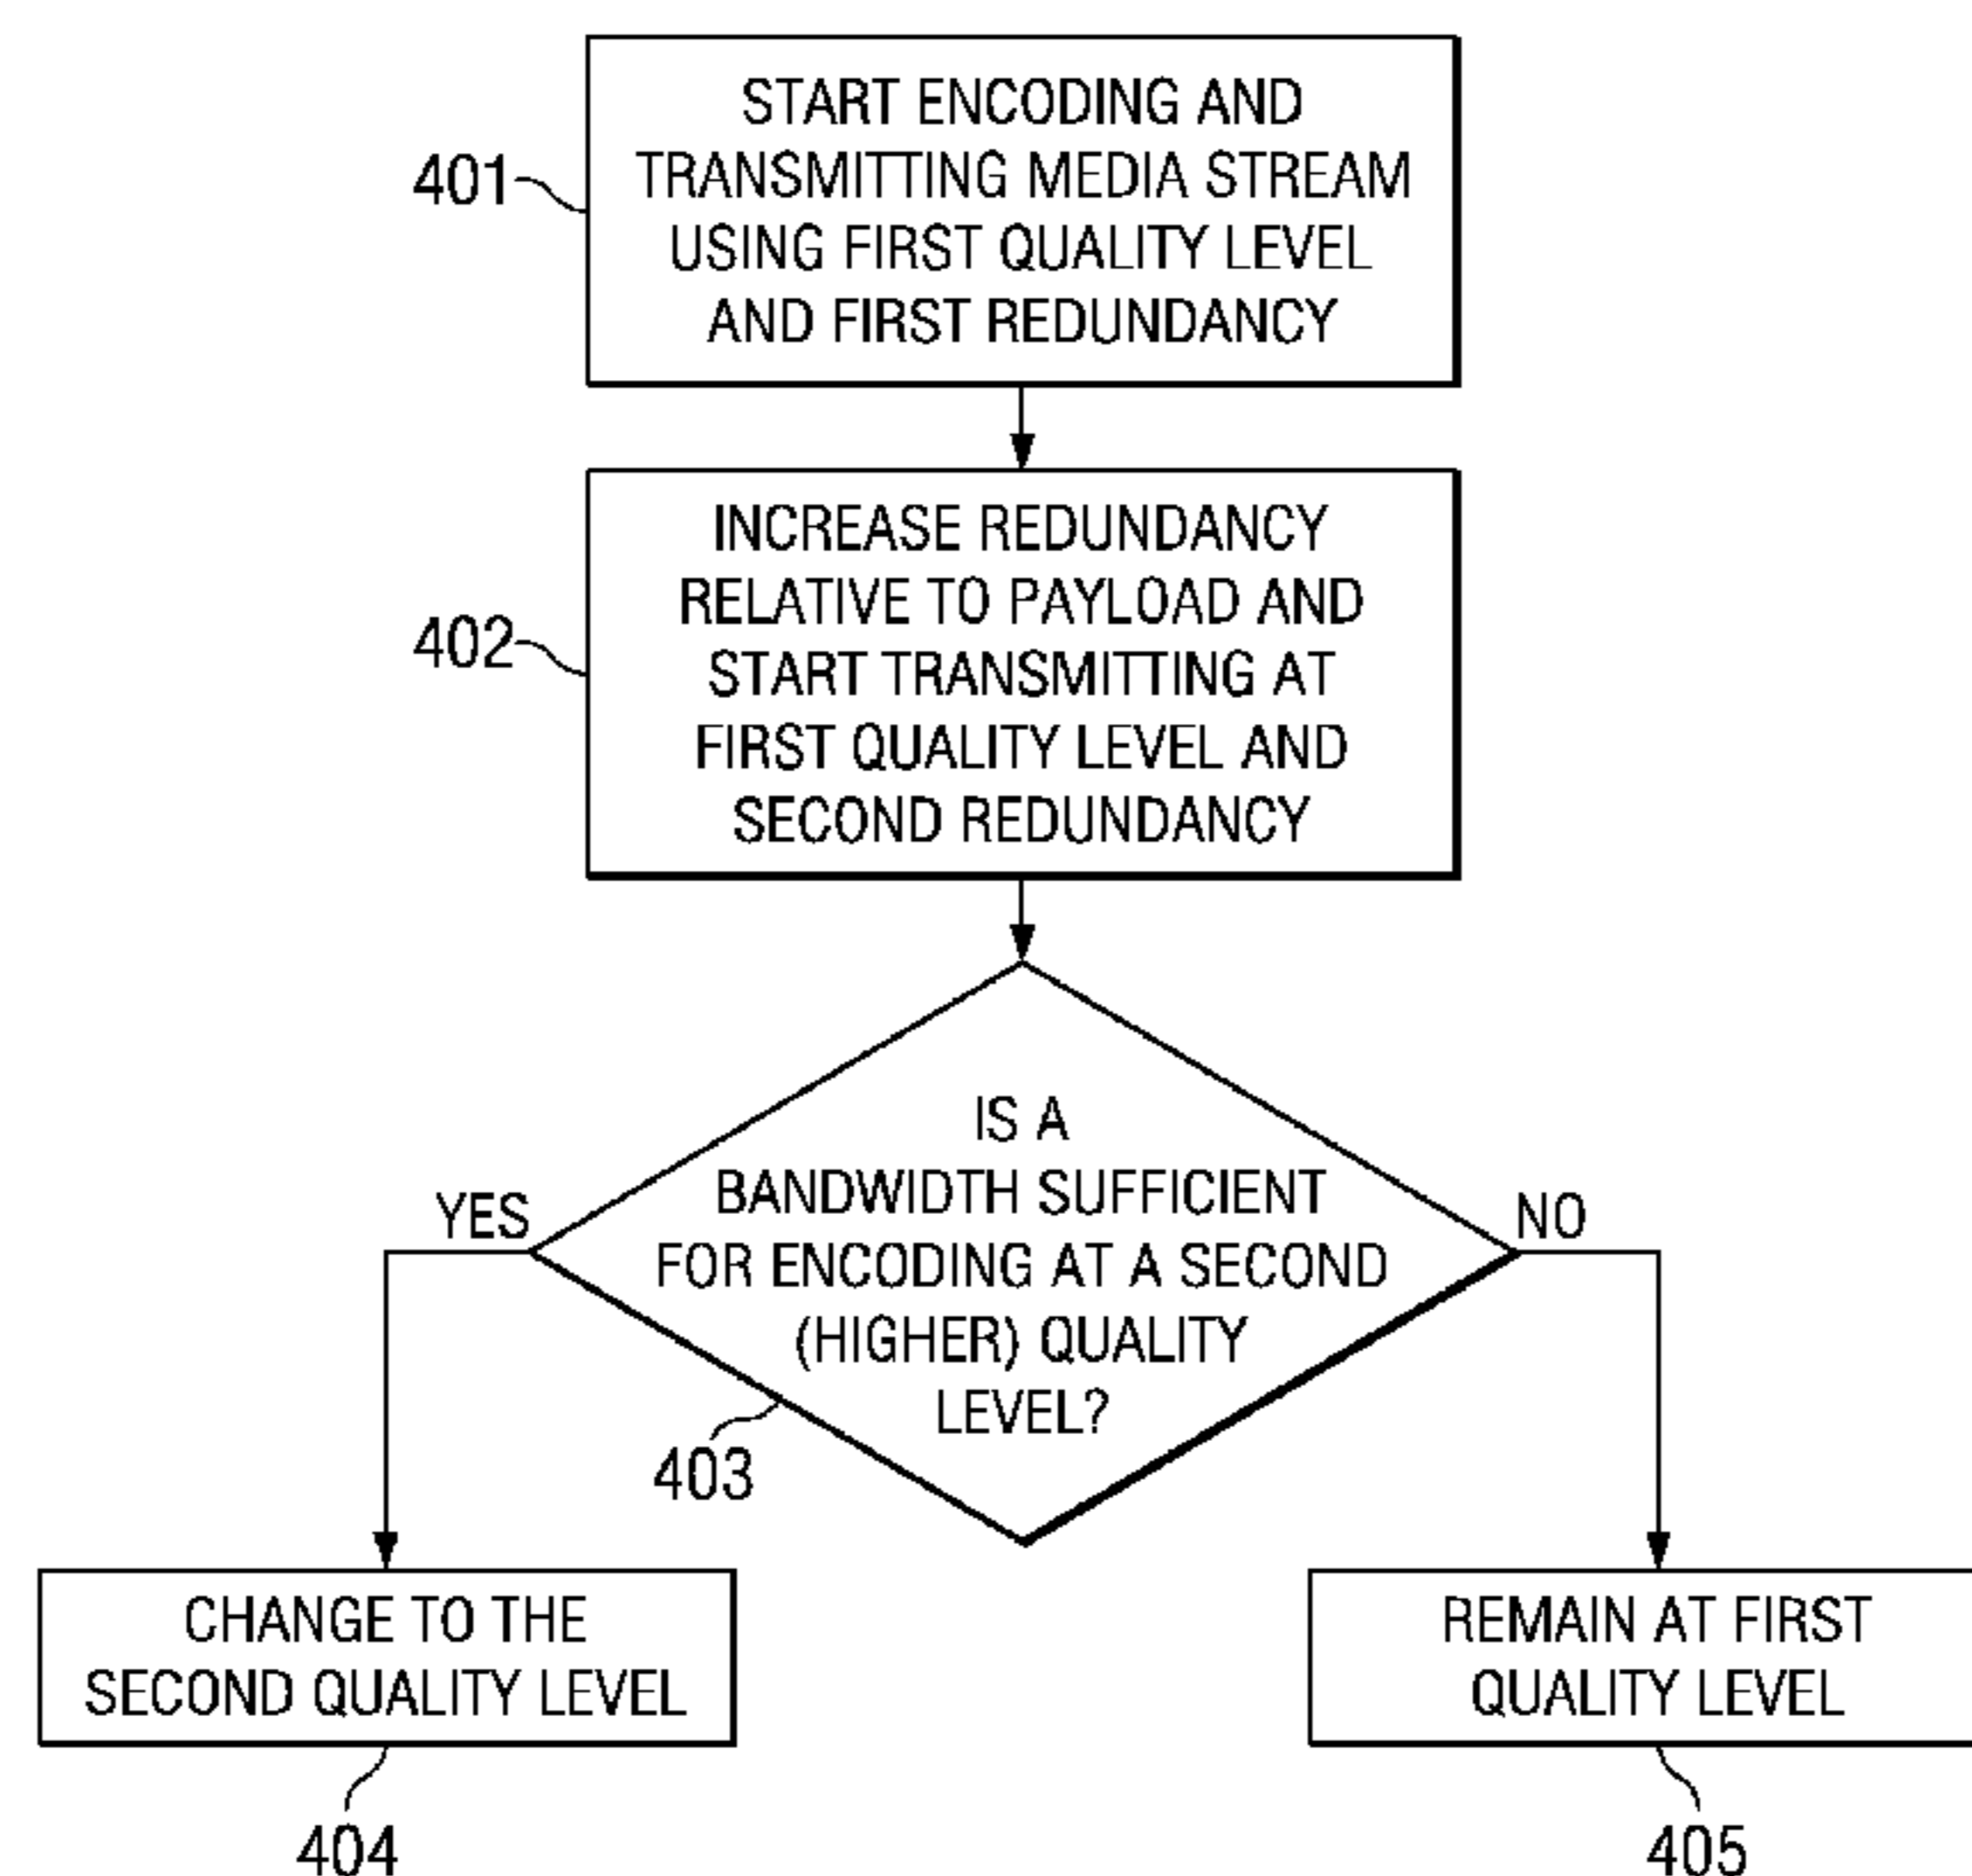 START ENCODING AND
TRANSMITTING MEDIA STREAM
USING FIRST QUALITY LEVEL
AND FIRST REDUNDANCY
401
INCREASE REDUNDANCY
RELATIVE TO PAYLOAD AND
START TRANSMITTING AT
FIRST QUALITY LEVEL AND
SECOND REDUNDANCY
402
IS A
BANDWIDTH SUFFICIENT
FOR ENCODING AT A SECOND
(HIGHER) QUALITY
LEVEL?
YES
NO
403
CHANGE TO THE
SECOND QUALITY LEVEL
REMAIN AT FIRST
QUALITY LEVEL
404
405